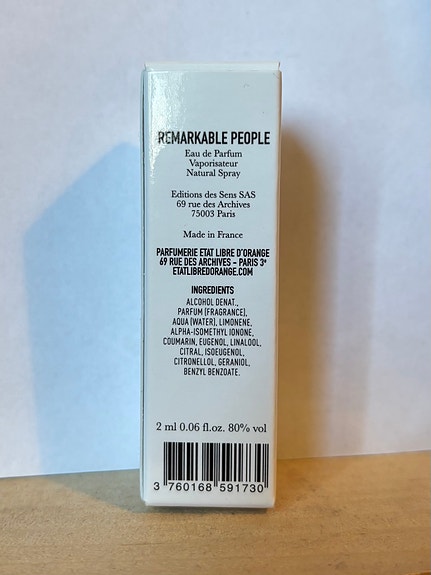 REMARKABLE PEOPLE
Eau de Parfum
Vaporisateur
Natural Spray
Editions des Sens SAS
69 rue des Archives
75003 Paris
Made in France
PARFUMERIE ETAT LIBRE D'ORANGE
69 RUE DES ARCHIVES – PARIS 3ᵉ
ETATLIBREDORANGE.COM
INGREDIENTS
ALCOHOL DENAT.,
PARFUM (FRAGRANCE),
AQUA (WATER), LIMONENE,
ALPHA-ISOMETHYL IONONE,
COUMARIN, EUGENOL, LINALOOL,
CITRAL, ISOEUGENOL,
CITRONELLOL, GERANIOL,
BENZYL BENZOATE.
2 ml 0.06 fl.oz. 80% vol
3 760168 591730